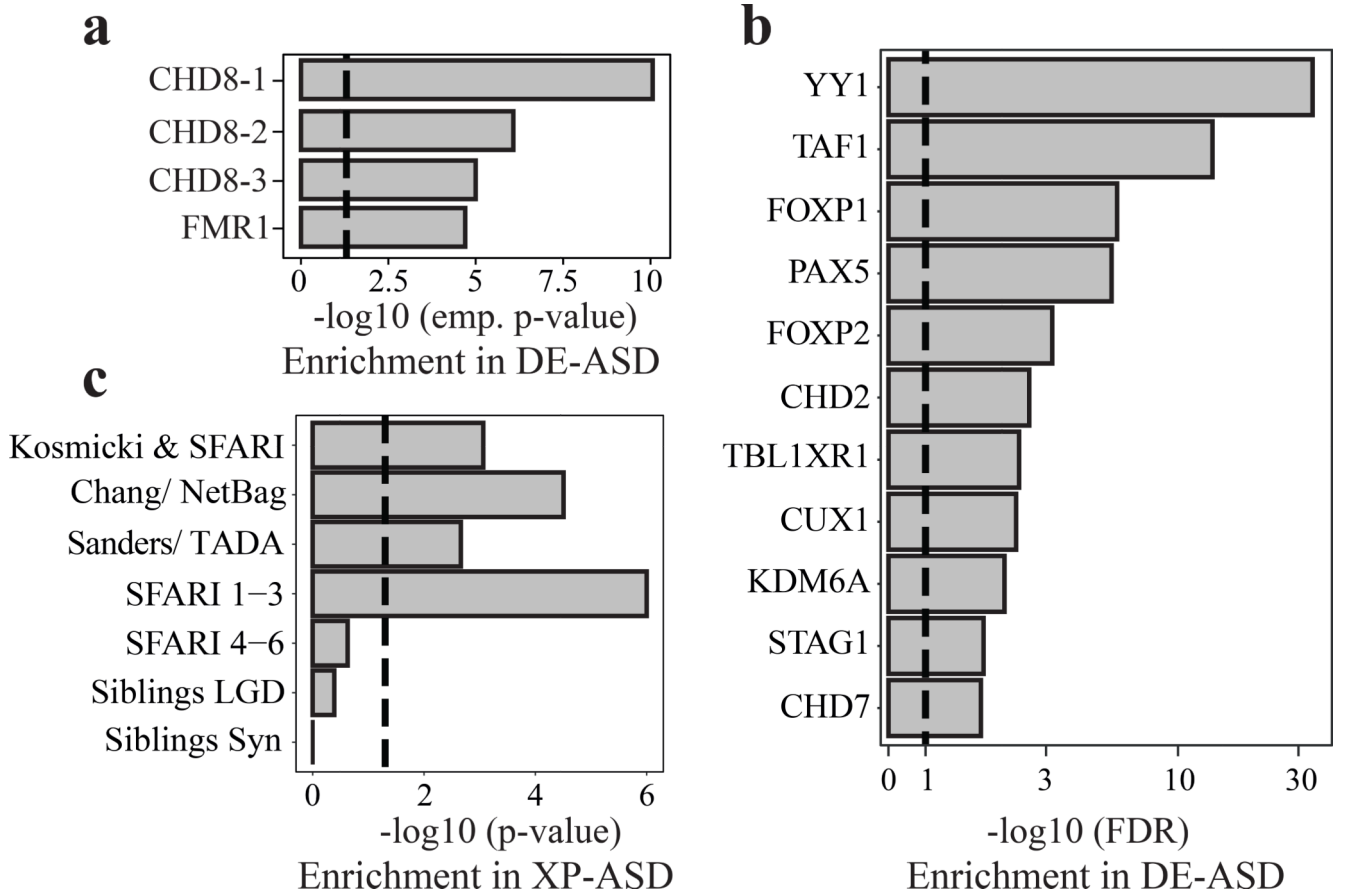 a
CHD8-1
CHD8-2
CHD8-3
FMR1
0 2.5 5 7.5 10
-log10 (emp. p-value)
Enrichment in DE-ASD
b
YY1
TAF1
FOXP1
PAX5
FOXP2
CHD2
TBL1XR1
CUX1
KDM6A
STAG1
CHD7
0 1 3 10 30
-log10 (FDR)
Enrichment in DE-ASD
c
Kosmicki & SFARI
Chang/ NetBag
Sanders/ TADA
SFARI 1−3
SFARI 4−6
Siblings LGD
Siblings Syn
0 2 4 6
-log10 (p-value)
Enrichment in XP-ASD